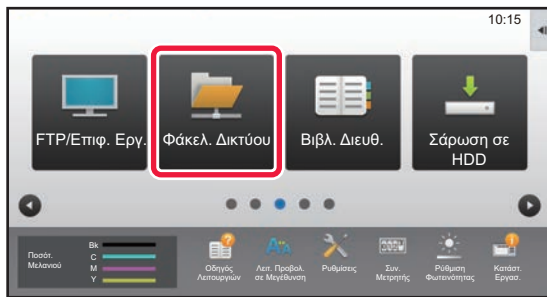 10:15
FTP/Επιφ. Εργ.
Φάκελ. Δικτύου
Βιβλ. Διευθ.
Σάρωση σε
HDD
Ποσότ.
Μελανιού
Bk
C
M
Y
Οδηγός
Λειτουργιών
Λειτ. Προβολ.
σε Μεγέθυνση
Ρυθμίσεις
Συν.
Μετρητής
Ρύθμιση
Φωτεινότητας
Κατάστ.
Εργασ.